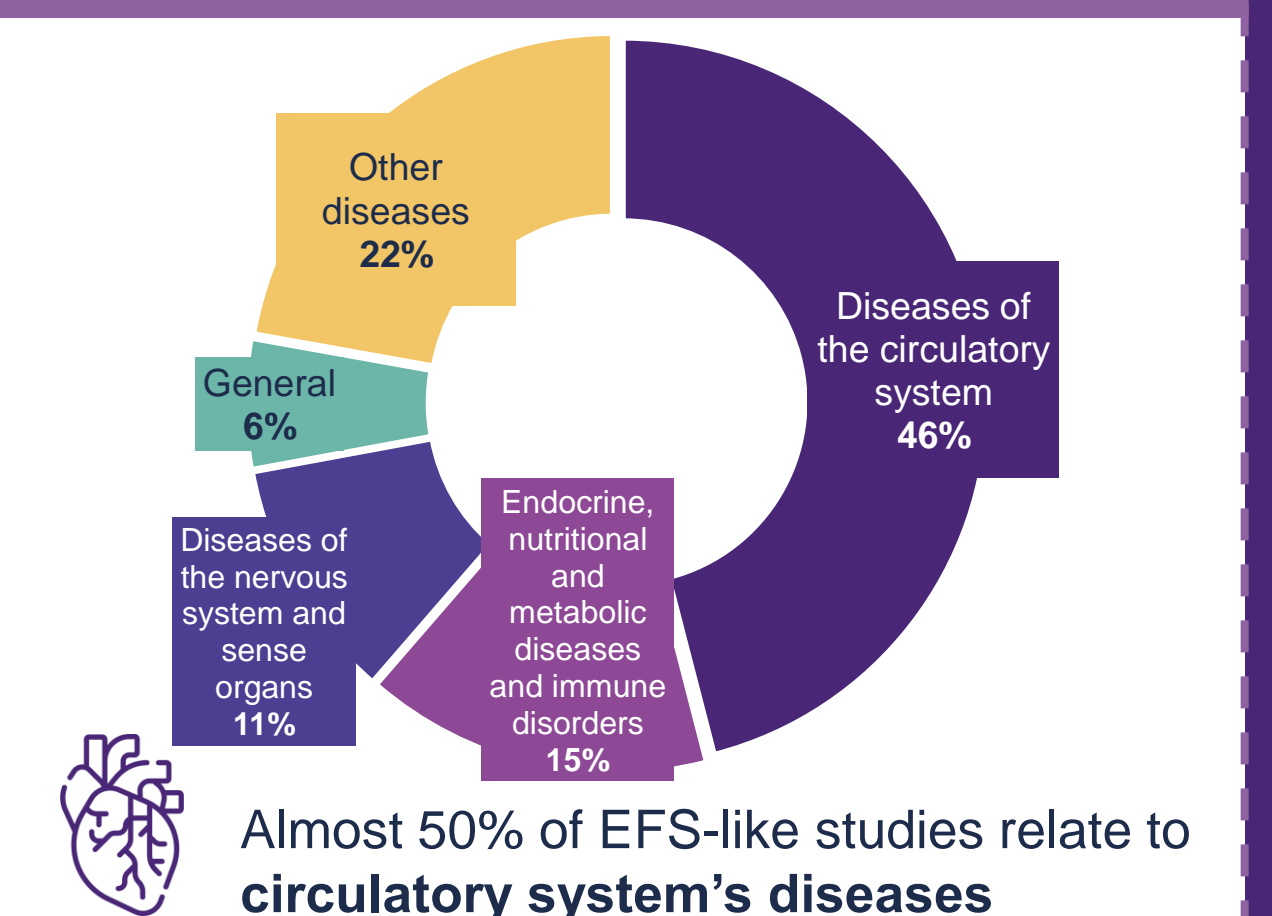 Other
diseases
22%
Diseases of
the circulatory
system
46%
General
6%
Endocrine,
nutritional
and
metabolic
diseases
and immune
disorders
15%
Diseases of
the nervous
system and
sense
organs
11%
Almost 50% of EFS-like studies relate to
circulatory system's diseases